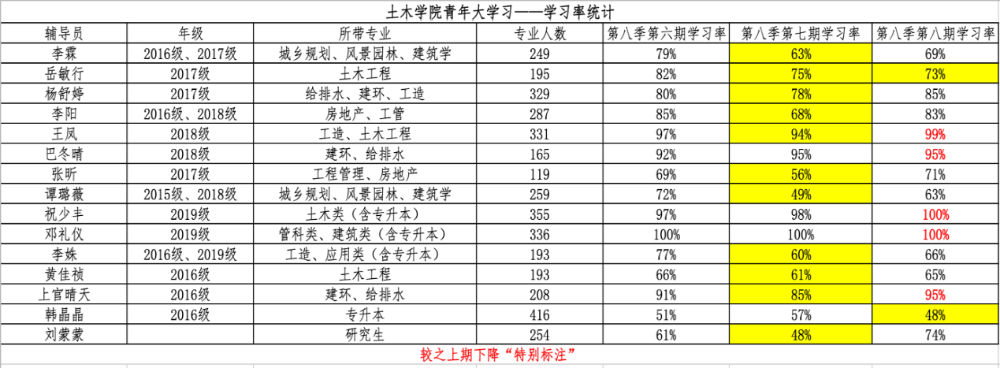 土木学院青年大学习——学习率统计
辅导员 年级 所带专业 专业人数 第八季第六期学习率 第八季第七期学习率 第八季第八期学习率
李霖 2016级、2017级 城乡规划、风景园林、建筑学 249 79% 63% 69%
岳敏行 2017级 土木工程 195 82% 75% 73%
杨舒婷 2017级 给排水、建环、工造 329 80% 78% 85%
李阳 2016级、2018级 房地产、工管 287 85% 68% 83%
王凤 2018级 工造、土木工程 331 97% 94% 99%
巴冬晴 2018级 建环、给排水 165 92% 95% 95%
张昕 2017级 工程管理、房地产 119 69% 56% 71%
谭璐薇 2015级、2018级 城乡规划、风景园林、建筑学 259 72% 49% 63%
祝少丰 2019级 土木类（含专升本） 355 97% 98% 100%
邓礼仪 2019级 管科类、建筑类（含专升本） 336 100% 100% 100%
李姝 2016级、2019级 工造、应用类（含专升本） 193 77% 60% 66%
黄佳祯 2016级 土木工程 193 66% 61% 65%
上官晴天 2016级 建环、给排水 208 91% 85% 95%
韩晶晶 2016级 专升本 416 51% 57% 48%
刘蒙蒙 研究生 254 61% 48% 74%
较之上期下降“特别标注”